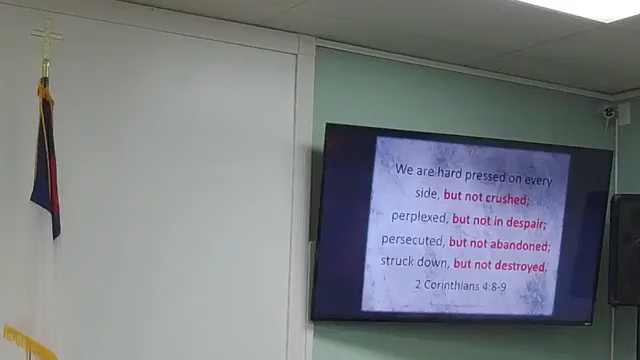 We are hard pressed on every
side, but not crushed;
perplexed, but not in despair;
persecuted, but not abandoned;
struck down, but not destroyed.
2 Corinthians 4:8-9